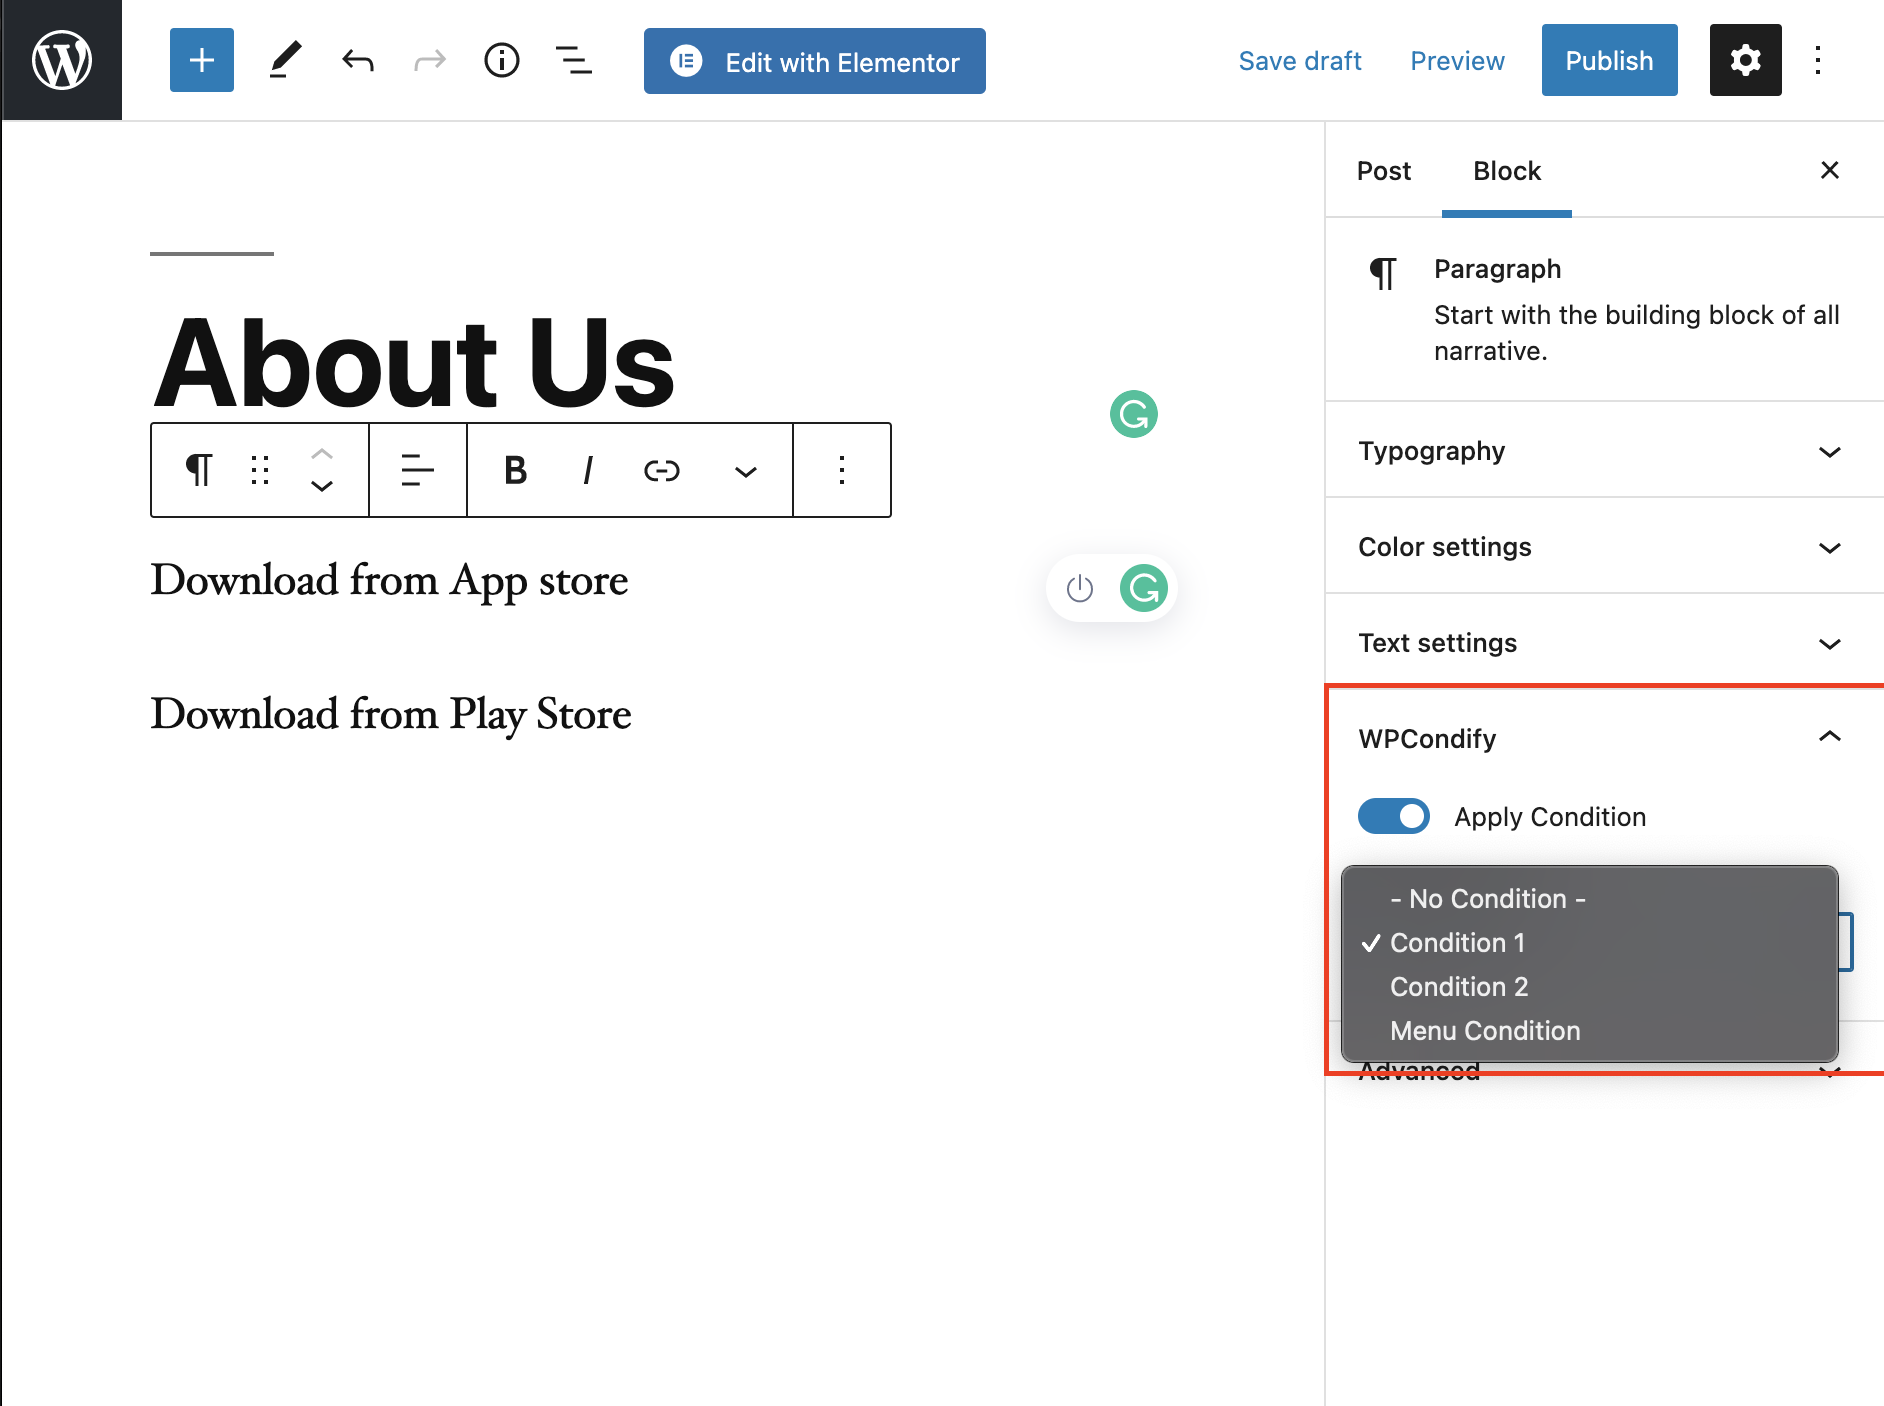 Edit with Elementor
Save draft
Preview
Publish
Post
Block
Paragraph
Start with the building block of all
narrative.
About Us
Typography
B I
Color settings
Download from App store
Text settings
Download from Play Store
WPCondify
Apply Condition
- No Condition -
Condition 1
Condition 2
Menu Condition
Advanced